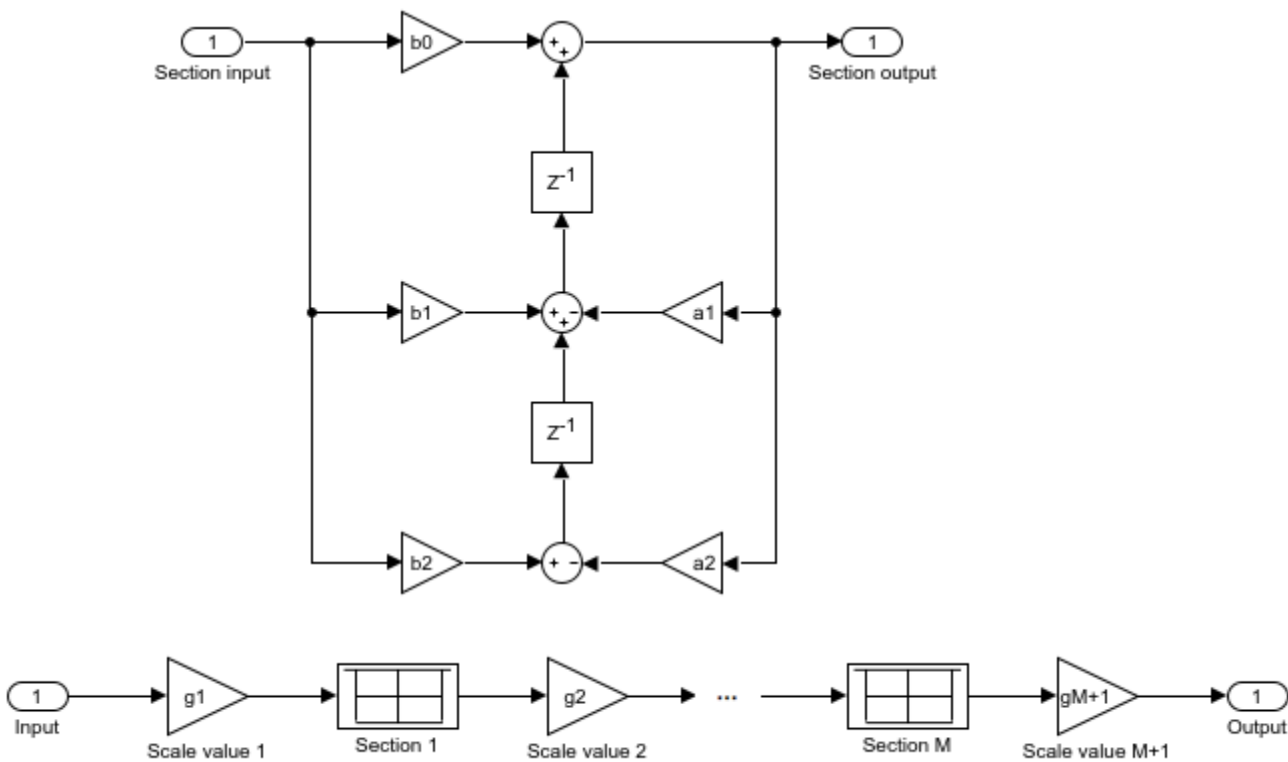 1
b0
+
+
1
Section input
Section output
Z-1
b1
+
+
-
a1
Z-1
b2
+
-
a2
1
g1
g2
...
gM+1
1
Input
Scale value 1
Section 1
Scale value 2
Section M
Scale value M+1
Output